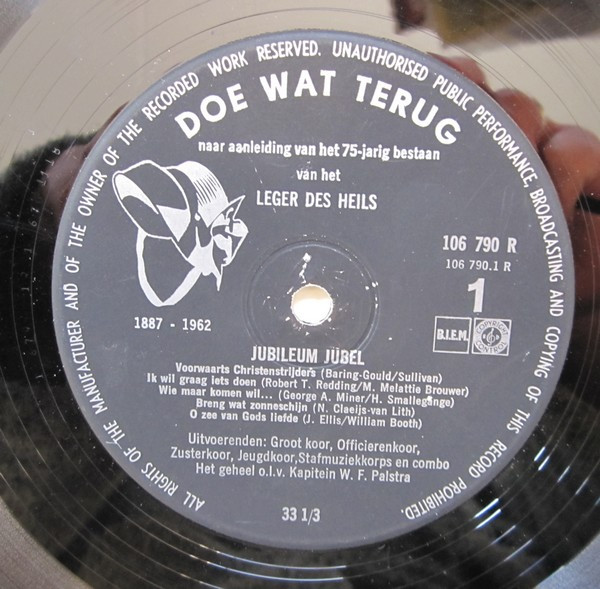 ALL RIGHTS OF THE MANUFACTURER AND OF THE OWNER OF THE RECORDED WORK RESERVED. UNAUTHORISED PUBLIC PERFORMANCE, BROADCASTING AND COPYING OF THIS RECORD PROHIBITED.
DOE WAT TERUG
naar aanleiding van het 75-jarig bestaan
van het
LEGER DES HEILS
106 790 R
106 790.1 R
1
B.I.E.M.
COPYRIGHT CONTROL
1887 - 1962
JUBILEUM JUBEL
Voorwaarts Christenstrijders (Baring-Gould/Sullivan)
Ik wil graag iets doen (Robert T. Redding/M. Melattie Brouwer)
Wie maar komen wil... (George A. Miner/H. Smallegange)
Breng wat zonneschijn (N. Claeijs-van Lith)
O zee van Gods liefde (J. Ellis/William Booth)
Uitvoerenden: Groot koor, Officierenkoor,
Zusterkoor, Jeugdkoor,Stafmuziekkorps en combo
Het geheel o.l.v. Kapitein W. F. Palstra
33 1/3